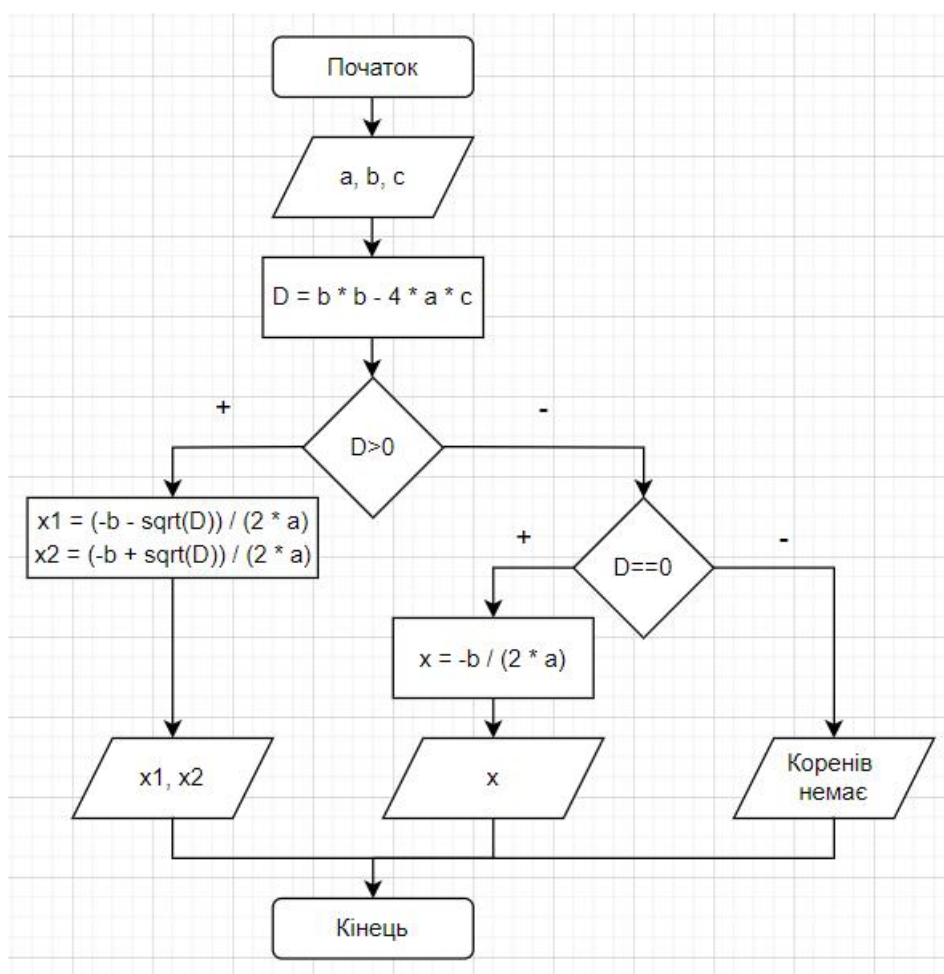 Початок
a, b, c
D = b * b - 4 * a * c
+
-
D>0
x1 = (-b - sqrt(D)) / (2 * a)
x2 = (-b + sqrt(D)) / (2 * a)
+
-
D==0
x = -b / (2 * a)
x1, x2
x
Коренів
немає
Кінець